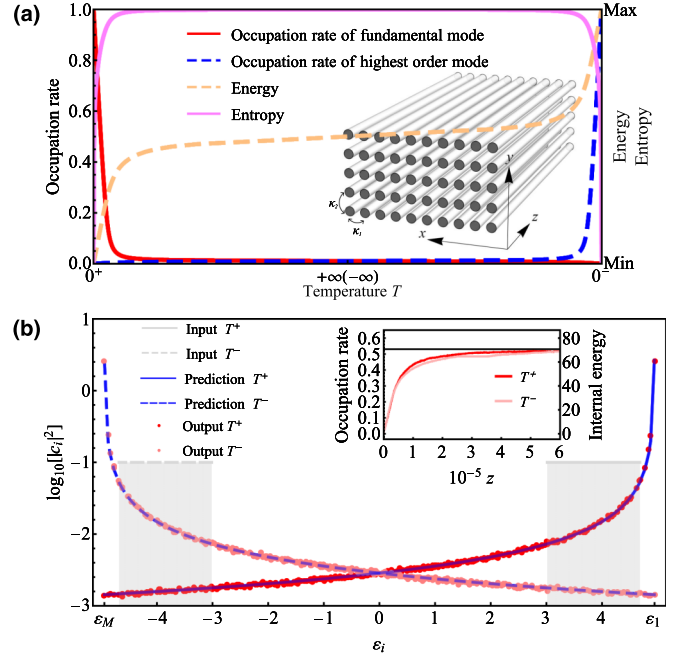 (a)
Occupation rate
1.0
0.8
0.6
0.4
0.2
0.0
Occupation rate of fundamental mode
Occupation rate of highest order mode
Energy
Entropy
y
z
x
κ₂
κ₁
Max
Min
Energy
Entropy
0⁺
+∞(−∞)
0⁻
Temperature T
(b)
log₁₀[|cᵢ|²]
1
0
−1
−2
−3
Input T⁺
Input T⁻
Prediction T⁺
Prediction T⁻
Output T⁺
Output T⁻
Occupation rate
0.6
0.5
0.4
0.3
0.2
0.1
0.0
T⁺
T⁻
80
60
40
20
0
Internal energy
0 1 2 3 4 5 6
10⁻⁵ z
ε_M −4 −3 −2 −1 0 1 2 3 4 ε₁
εᵢ